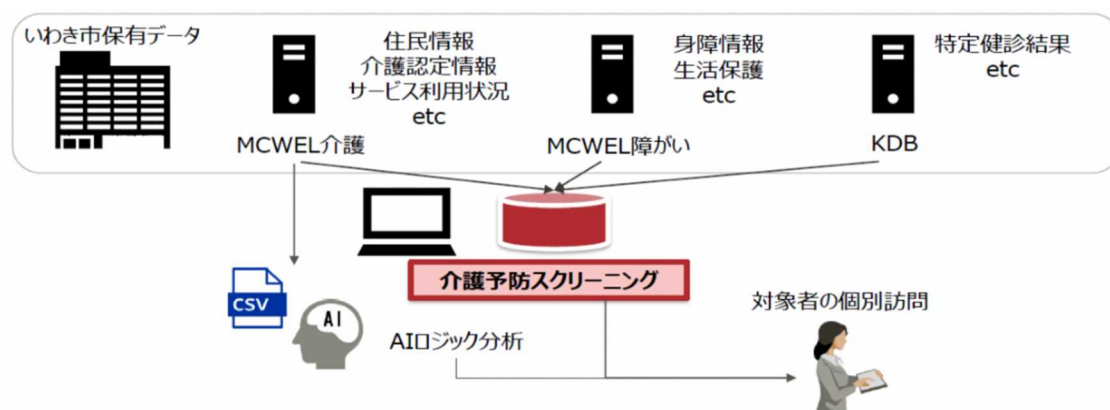 いわき市保有データ
住民情報
介護認定情報
サービス利用状況
etc
MCWEL介護
身障情報
生活保護
etc
MCWEL障がい
特定健診結果
etc
KDB
介護予防スクリーニング
CSV
AI
AIロジック分析
対象者の個別訪問